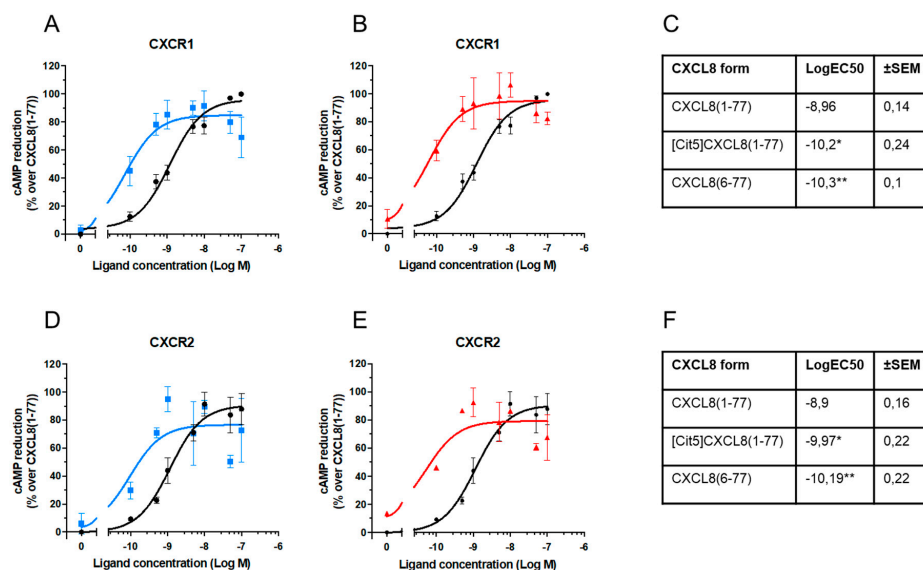 A
CXCR1
cAMP reduction
(% over CXCL8(1-77))
120
100
80
60
40
20
0
0 -10 -9 -8 -7 -6
Ligand concentration (Log M)
B
CXCR1
cAMP reduction
(% over CXCL8(1-77))
120
100
80
60
40
20
0
0 -10 -9 -8 -7 -6
Ligand concentration (Log M)
C
CXCL8 form LogEC50 ±SEM
CXCL8(1-77) -8,96 0,14
[Cit5]CXCL8(1-77) -10,2* 0,24
CXCL8(6-77) -10,3** 0,1
D
CXCR2
cAMP reduction
(% over CXCL8(1-77))
120
100
80
60
40
20
0
0 -10 -9 -8 -7 -6
Ligand concentration (Log M)
E
CXCR2
cAMP reduction
(% over CXCL8(1-77))
120
100
80
60
40
20
0
0 -10 -9 -8 -7 -6
Ligand concentration (Log M)
F
CXCL8 form LogEC50 ±SEM
CXCL8(1-77) -8,9 0,16
[Cit5]CXCL8(1-77) -9,97* 0,22
CXCL8(6-77) -10,19** 0,22